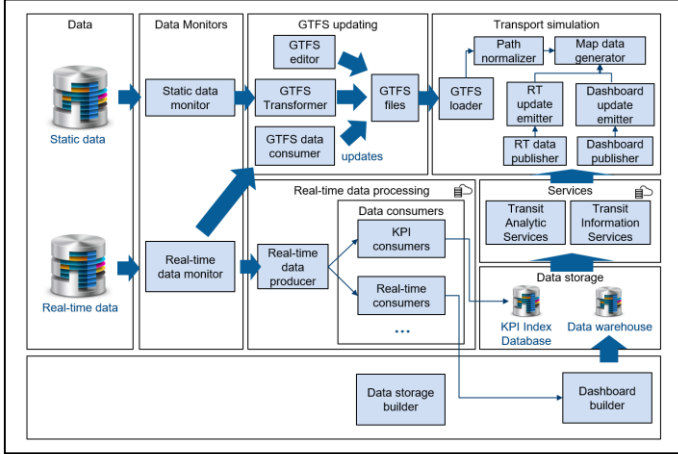 Data
Data Monitors
GTFS updating
Transport simulation
Static data
Static data
monitor
GTFS
editor
GTFS
Transformer
GTFS data
consumer
updates
GTFS
files
GTFS
loader
Path
normalizer
Map data
generator
RT
update
emitter
Dashboard
update
emitter
RT data
publisher
Dashboard
publisher
Real-time data
Real-time
data monitor
Real-time data processing
Real-time
data
producer
Data consumers
KPI
consumers
Real-time
consumers
...
Services
Transit
Analytic
Services
Transit
Information
Services
Data storage
KPI Index
Database
Data warehouse
Data storage
builder
Dashboard
builder